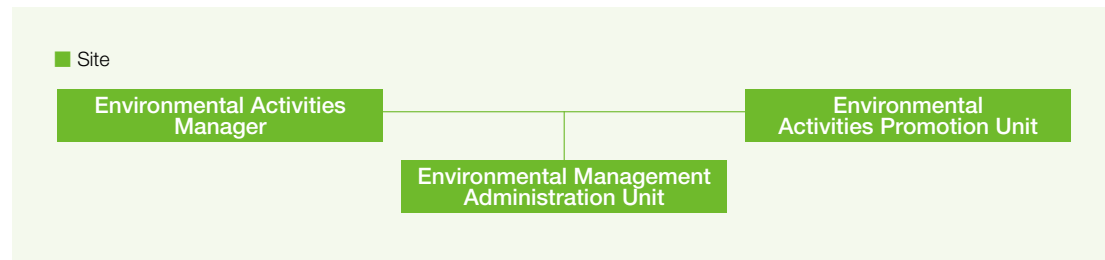 Site
Environmental Activities
Manager
Environmental
Activities Promotion Unit
Environmental Management
Administration Unit